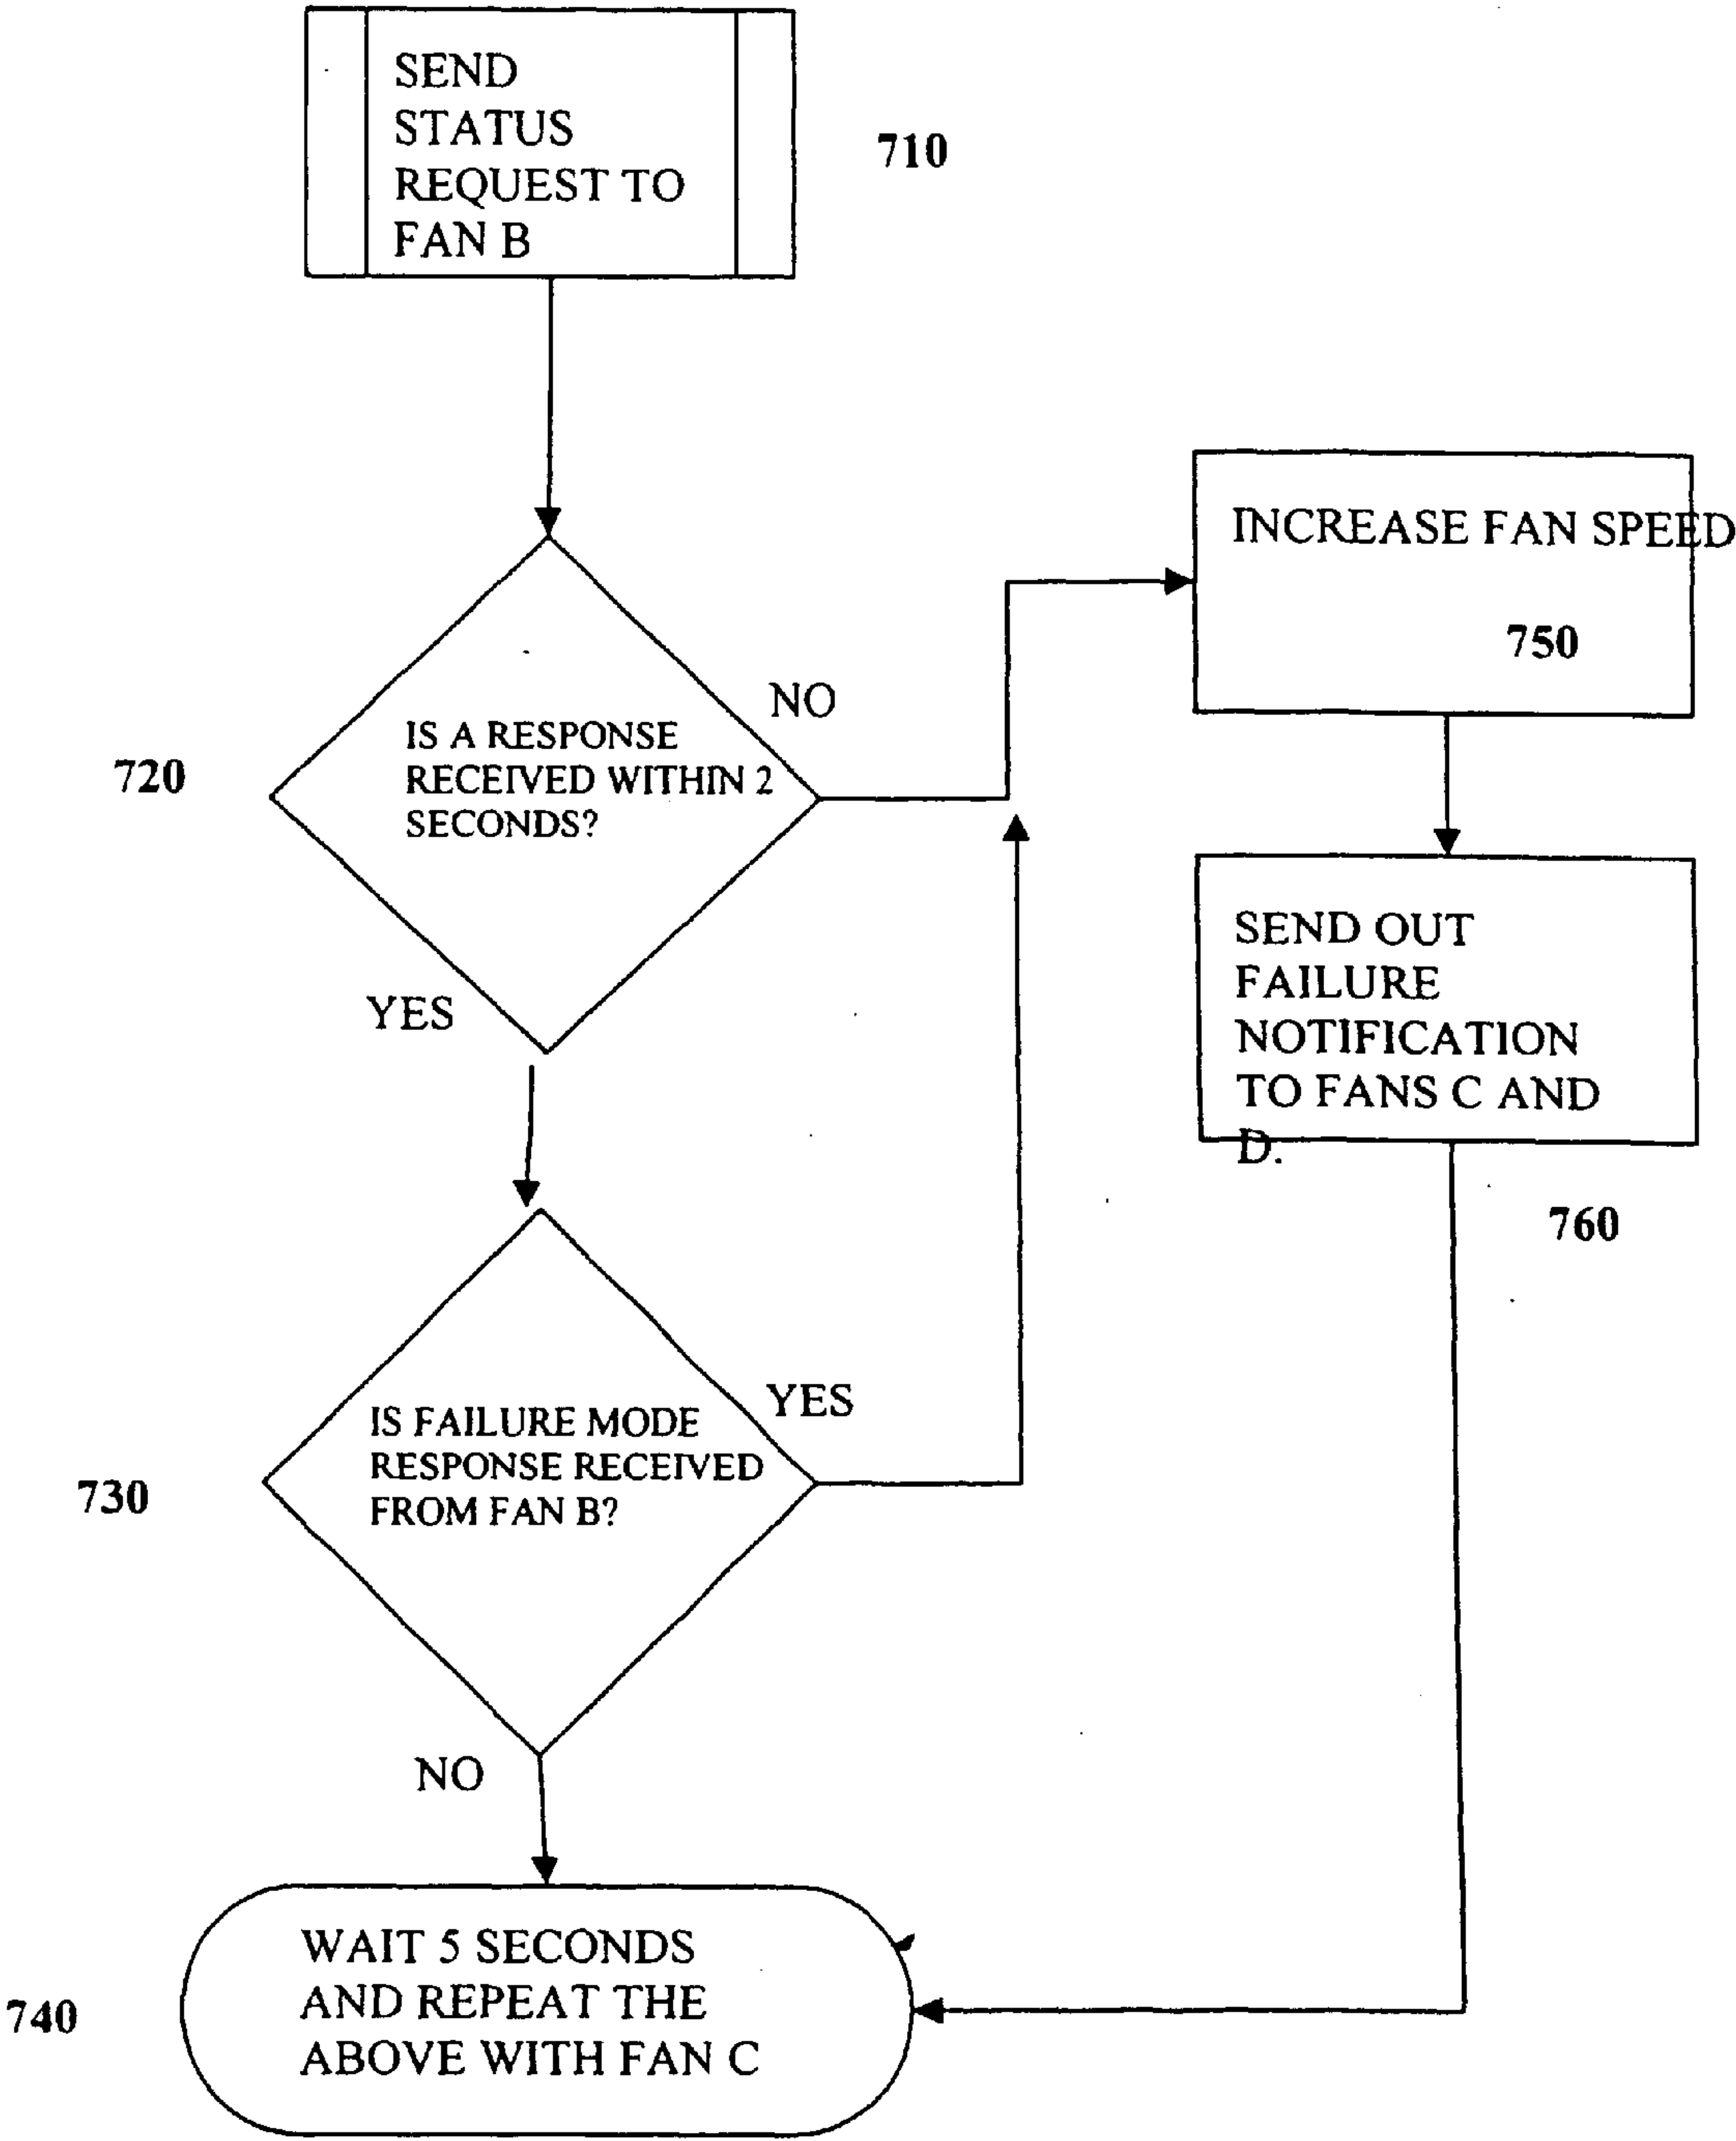 SEND
STATUS
REQUEST TO
FAN B
710
INCREASE FAN SPEED
750
NO
IS A RESPONSE
RECEIVED WITHIN 2
SECONDS?
720
YES
SEND OUT
FAILURE
NOTIFICATION
TO FANS C AND
D.
760
YES
IS FAILURE MODE
RESPONSE RECEIVED
FROM FAN B?
730
NO
WAIT 5 SECONDS
AND REPEAT THE
ABOVE WITH FAN C
740